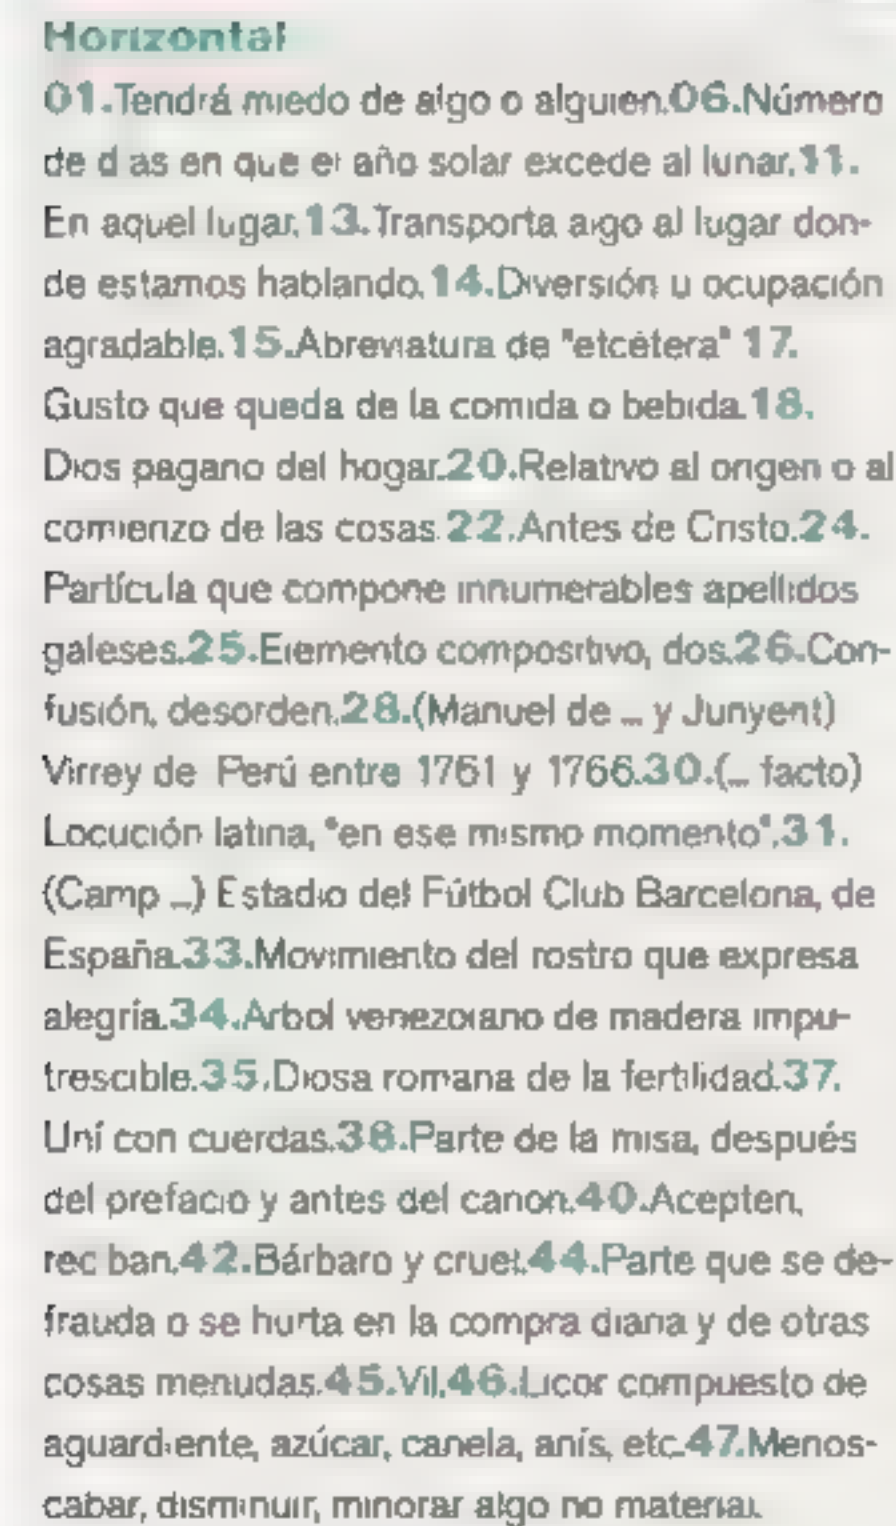 Horizontal
01.Tendrá miedo de algo o alguien.06.Número
de días en que el año solar excede al lunar.11.
En aquel lugar.13.Transporta algo al lugar don-
de estamos hablando.14.Diversión u ocupación
agradable.15.Abreviatura de "etcétera" 17.
Gusto que queda de la comida o bebida.18.
Dios pagano del hogar.20.Relativo al origen o al
comienzo de las cosas.22.Antes de Cristo.24.
Partícula que compone innumerables apellidos
galeses.25.Elemento compositivo, dos.26.Con-
fusión, desorden.28.(Manuel de ... y Junyent)
Virrey de Perú entre 1761 y 1766.30.(... facto)
Locución latina, "en ese mismo momento".31.
(Camp ...) Estadio del Fútbol Club Barcelona, de
España.33.Movimiento del rostro que expresa
alegría.34.Arbol venezolano de madera impu-
trescible.35.Diosa romana de la fertilidad.37.
Uní con cuerdas.38.Parte de la misa, después
del prefacio y antes del canon.40.Acepten,
reciban.42.Bárbaro y cruel.44.Parte que se de-
frauda o se hurta en la compra diaria y de otras
cosas menudas.45.Vil.46.Licor compuesto de
aguardiente, azúcar, canela, anís, etc.47.Menos-
cabar, disminuir, minorar algo no material.